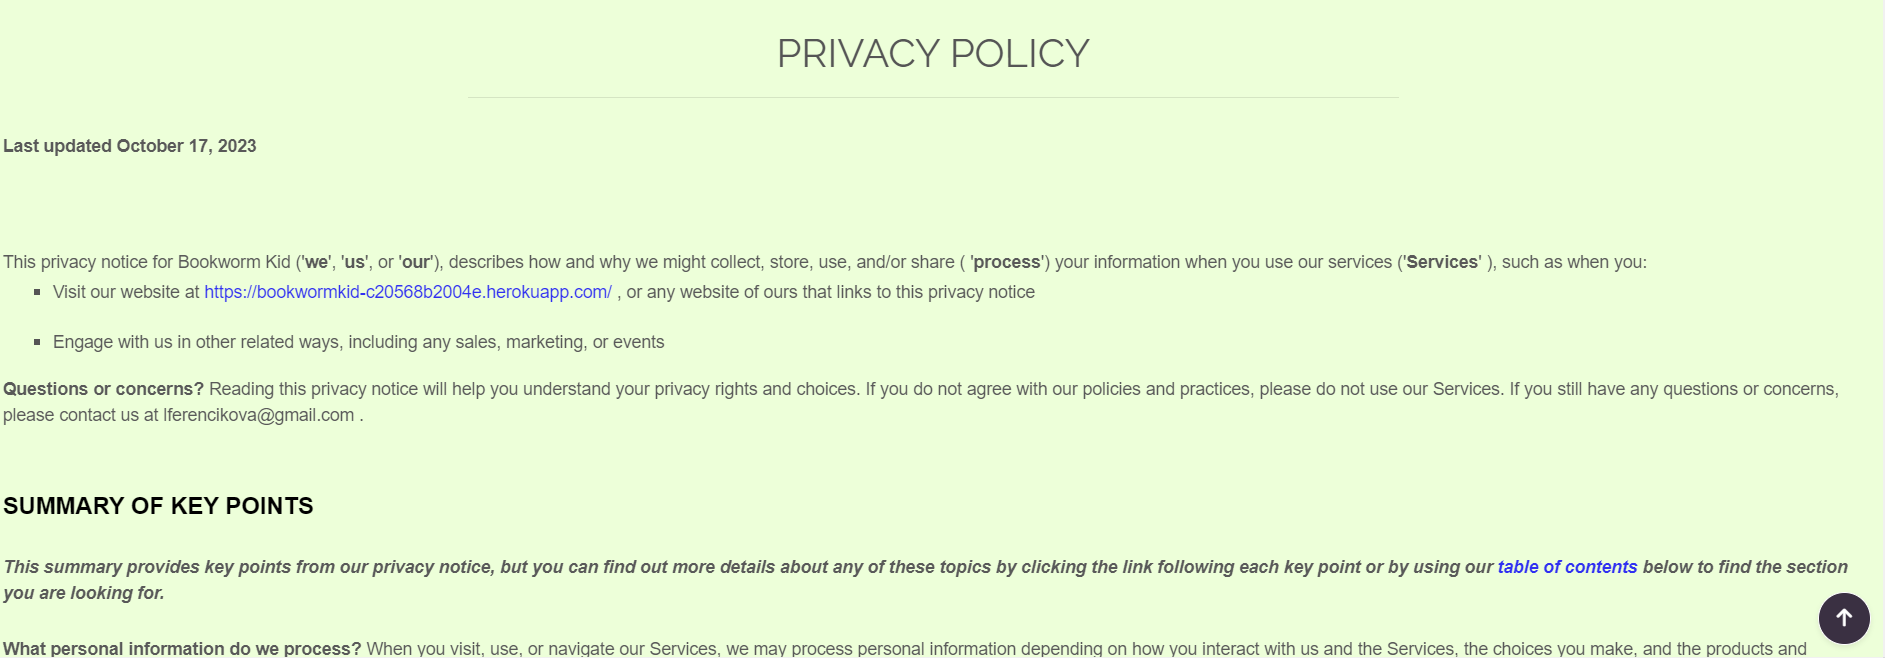 PRIVACY POLICY
Last updated October 17, 2023
This privacy notice for Bookworm Kid ('we', 'us', or 'our'), describes how and why we might collect, store, use, and/or share ( 'process') your information when you use our services ('Services' ), such as when you:
Visit our website at https://bookwormkid-c20568b2004e.herokuapp.com/ , or any website of ours that links to this privacy notice
Engage with us in other related ways, including any sales, marketing, or events
Questions or concerns? Reading this privacy notice will help you understand your privacy rights and choices. If you do not agree with our policies and practices, please do not use our Services. If you still have any questions or concerns,
please contact us at lferencikova@gmail.com .
SUMMARY OF KEY POINTS
This summary provides key points from our privacy notice, but you can find out more details about any of these topics by clicking the link following each key point or by using our table of contents below to find the section
you are looking for.
What personal information do we process? When you visit, use, or navigate our Services, we may process personal information depending on how you interact with us and the Services, the choices you make, and the products and